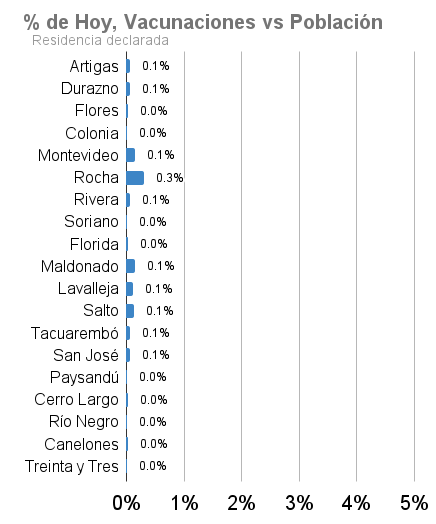 % de Hoy, Vacunaciones vs Población
Residencia declarada
Artigas 0.1%
Durazno 0.1%
Flores 0.0%
Colonia 0.0%
Montevideo 0.1%
Rocha 0.3%
Rivera 0.1%
Soriano 0.0%
Florida 0.0%
Maldonado 0.1%
Lavalleja 0.1%
Salto 0.1%
Tacuarembó 0.1%
San José 0.1%
Paysandú 0.0%
Cerro Largo 0.0%
Río Negro 0.0%
Canelones 0.0%
Treinta y Tres 0.0%
0% 1% 2% 3% 4% 5%